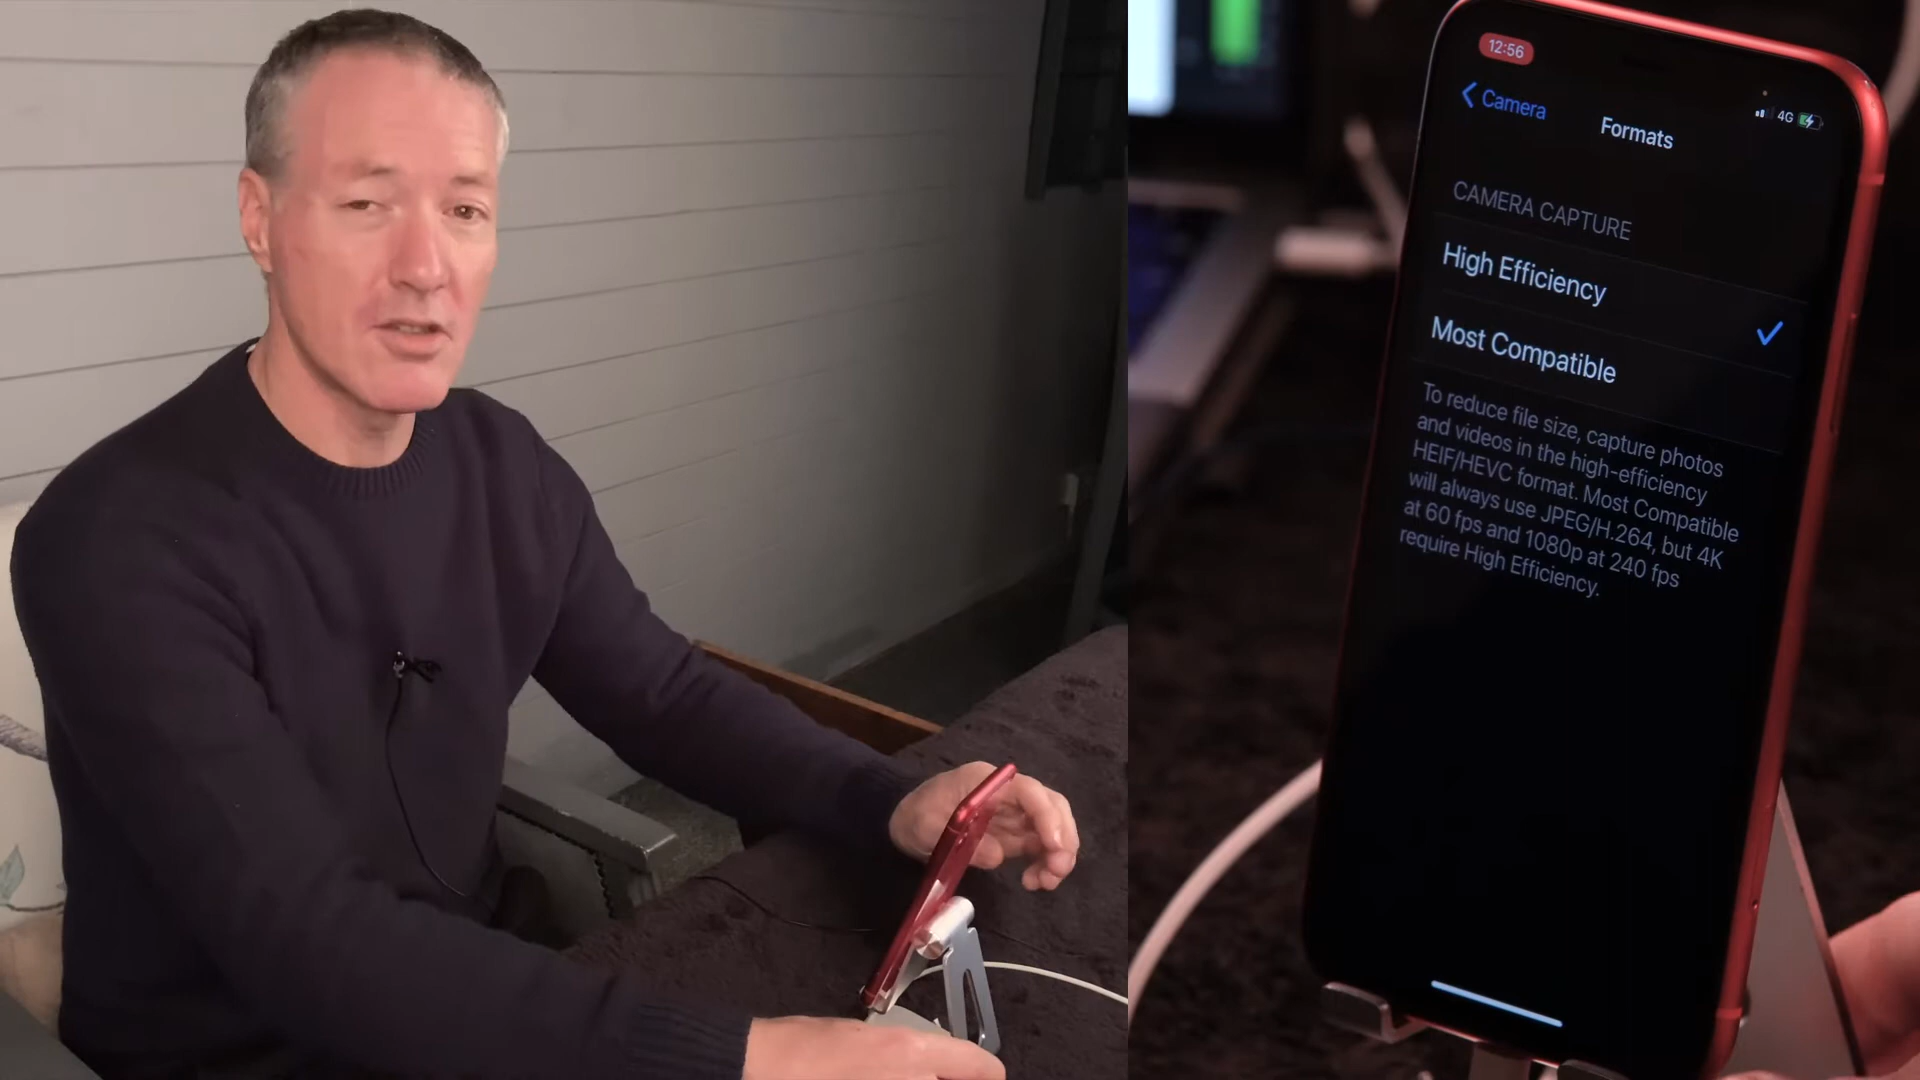 12:56
Camera
4G
Formats
CAMERA CAPTURE
High Efficiency
Most Compatible
To reduce file size, capture photos
and videos in the high-efficiency
HEIF/HEVC format. Most Compatible
will always use JPEG/H.264, but 4K
at 60 fps and 1080p at 240 fps
require High Efficiency.